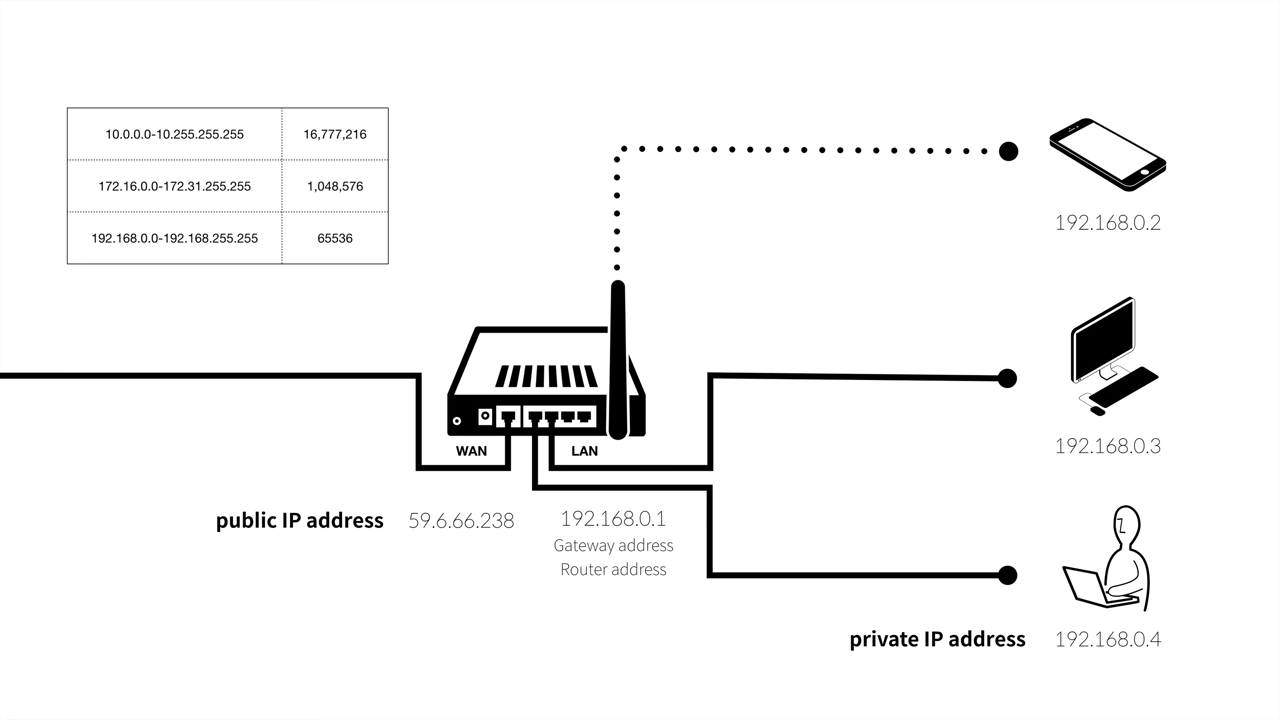 10.0.0.0-10.255.255.255 16,777,216
172.16.0.0-172.31.255.255 1,048,576
192.168.0.0-192.168.255.255 65536
192.168.0.2
192.168.0.3
WAN LAN
public IP address 59.6.66.238 192.168.0.1
Gateway address
Router address
private IP address 192.168.0.4